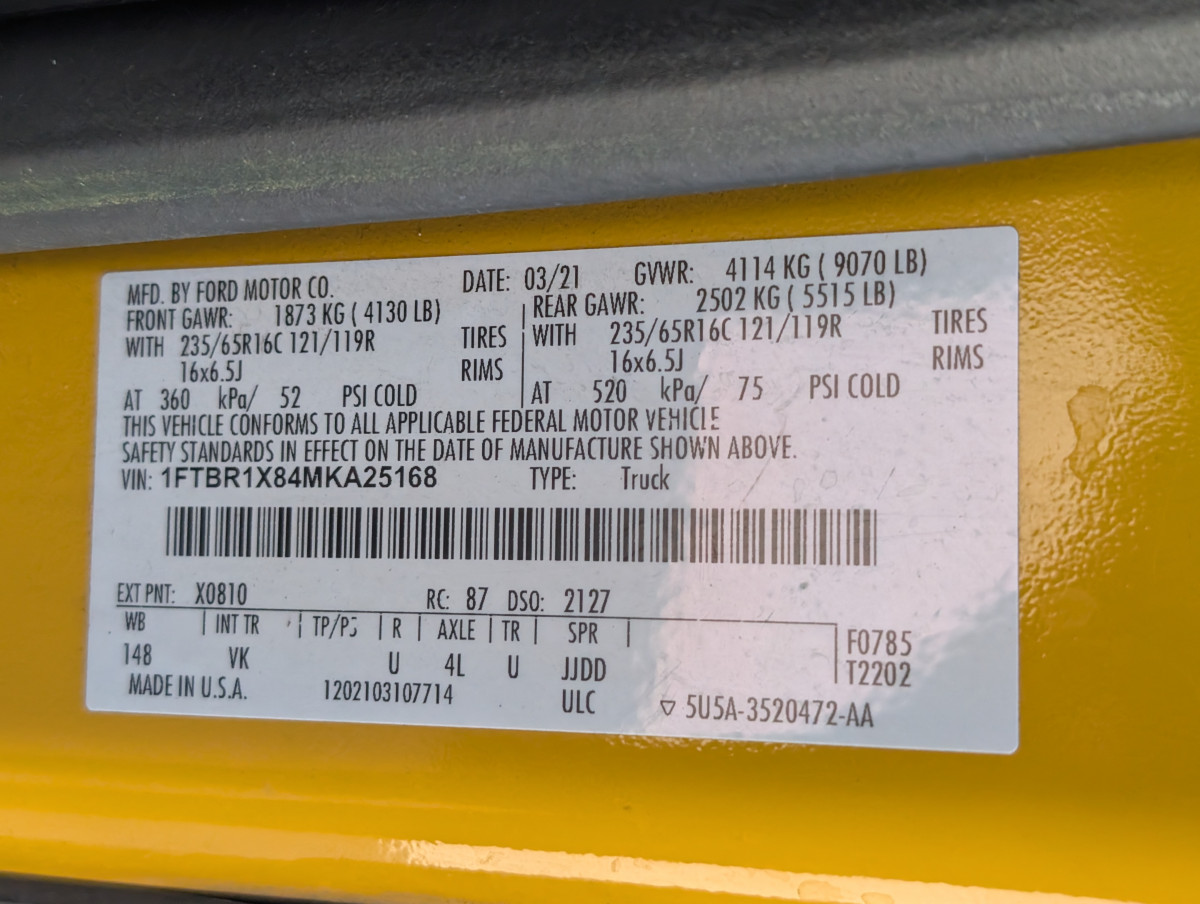 MFD. BY FORD MOTOR CO. DATE: 03/21 GVWR: 4114 KG ( 9070 LB)
FRONT GAWR: 1873 KG ( 4130 LB) REAR GAWR: 2502 KG ( 5515 LB)
WITH 235/65R16C 121/119R TIRES WITH 235/65R16C 121/119R TIRES
16x6.5J RIMS 16x6.5J RIMS
AT 360 kPa/ 52 PSI COLD AT 520 kPa/ 75 PSI COLD
THIS VEHICLE CONFORMS TO ALL APPLICABLE FEDERAL MOTOR VEHICLE
SAFETY STANDARDS IN EFFECT ON THE DATE OF MANUFACTURE SHOWN ABOVE.
VIN: 1FTBR1X84MKA25168 TYPE: Truck
EXT PNT: X0810 RC: 87 DSO: 2127
WB | INT TR | TP/PS | R | AXLE | TR | SPR | F0785
148 VK U 4L U JJDD T2202
MADE IN U.S.A. 1202103107714 ULC ▽ 5U5A-3520472-AA